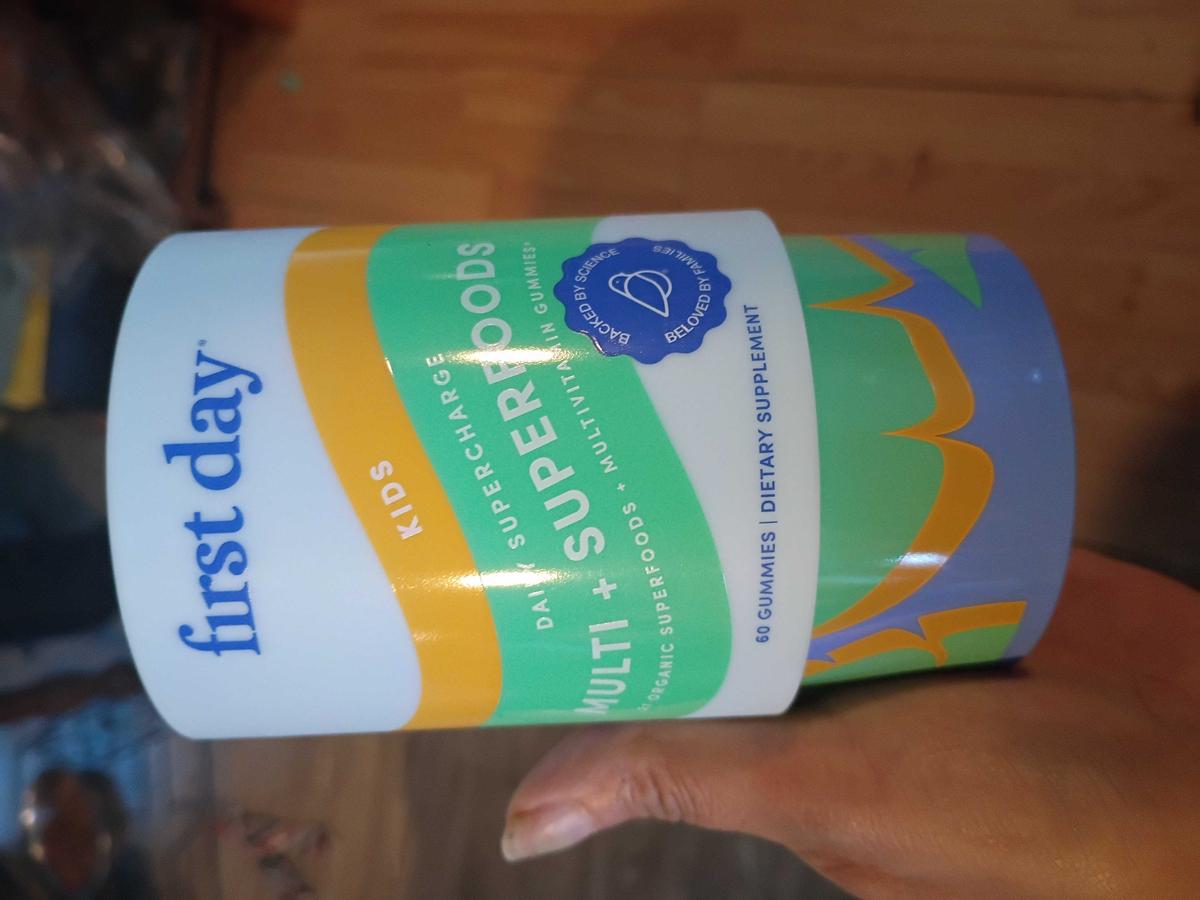 first day
KIDS
DAILY SUPERCHARGE
MULTI + SUPERFOODS
ORGANIC SUPERFOODS + MULTIVITAMIN GUMMIES*
BACKED BY SCIENCE
BELOVED BY FAMILIES
60 GUMMIES | DIETARY SUPPLEMENT